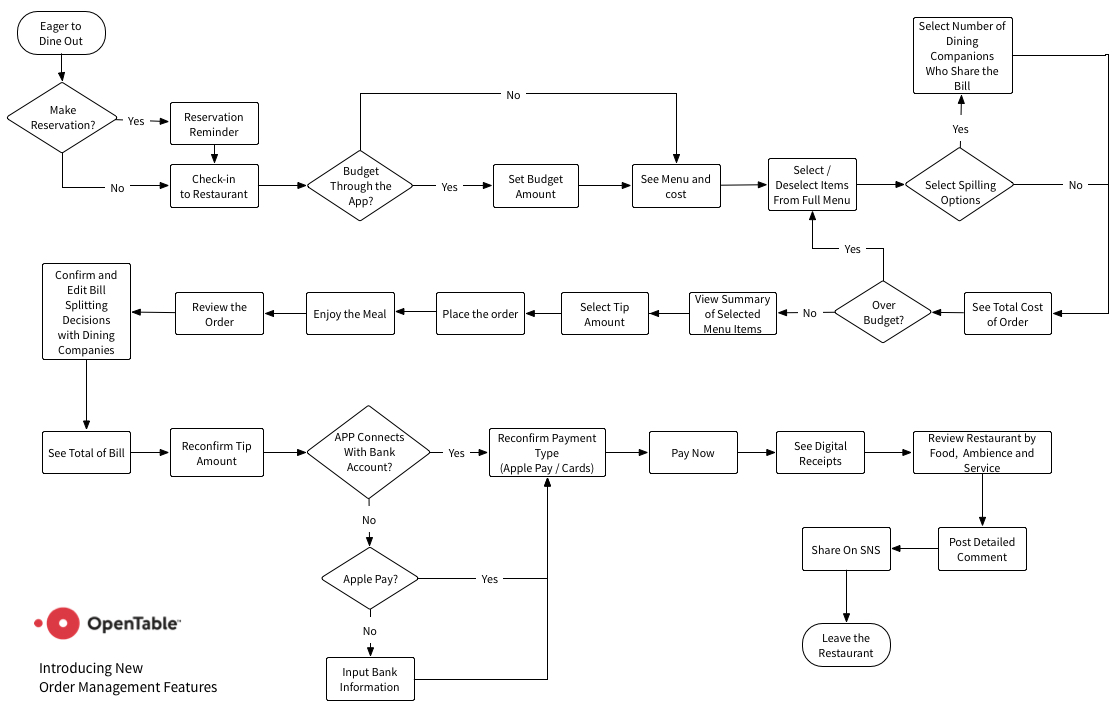 Eager to
Dine Out
Make
Reservation?
Yes
No
Reservation
Reminder
Check-in
to Restaurant
Budget
Through the
App?
No
Yes
Set Budget
Amount
See Menu and
cost
Select /
Deselect Items
From Full Menu
Select Spilling
Options
Yes
No
Select Number of
Dining
Companions
Who Share the
Bill
See Total Cost
of Order
Over
Budget?
Yes
No
View Summary
of Selected
Menu Items
Select Tip
Amount
Place the order
Enjoy the Meal
Review the
Order
Confirm and
Edit Bill
Splitting
Decisions
with Dining
Companies
See Total of Bill
Reconfirm Tip
Amount
APP Connects
With Bank
Account?
Yes
No
Apple Pay?
Yes
No
Input Bank
Information
Reconfirm Payment
Type
(Apple Pay / Cards)
Pay Now
See Digital
Receipts
Review Restaurant by
Food, Ambience and
Service
Post Detailed
Comment
Share On SNS
Leave the
Restaurant
OpenTable™
Introducing New
Order Management Features